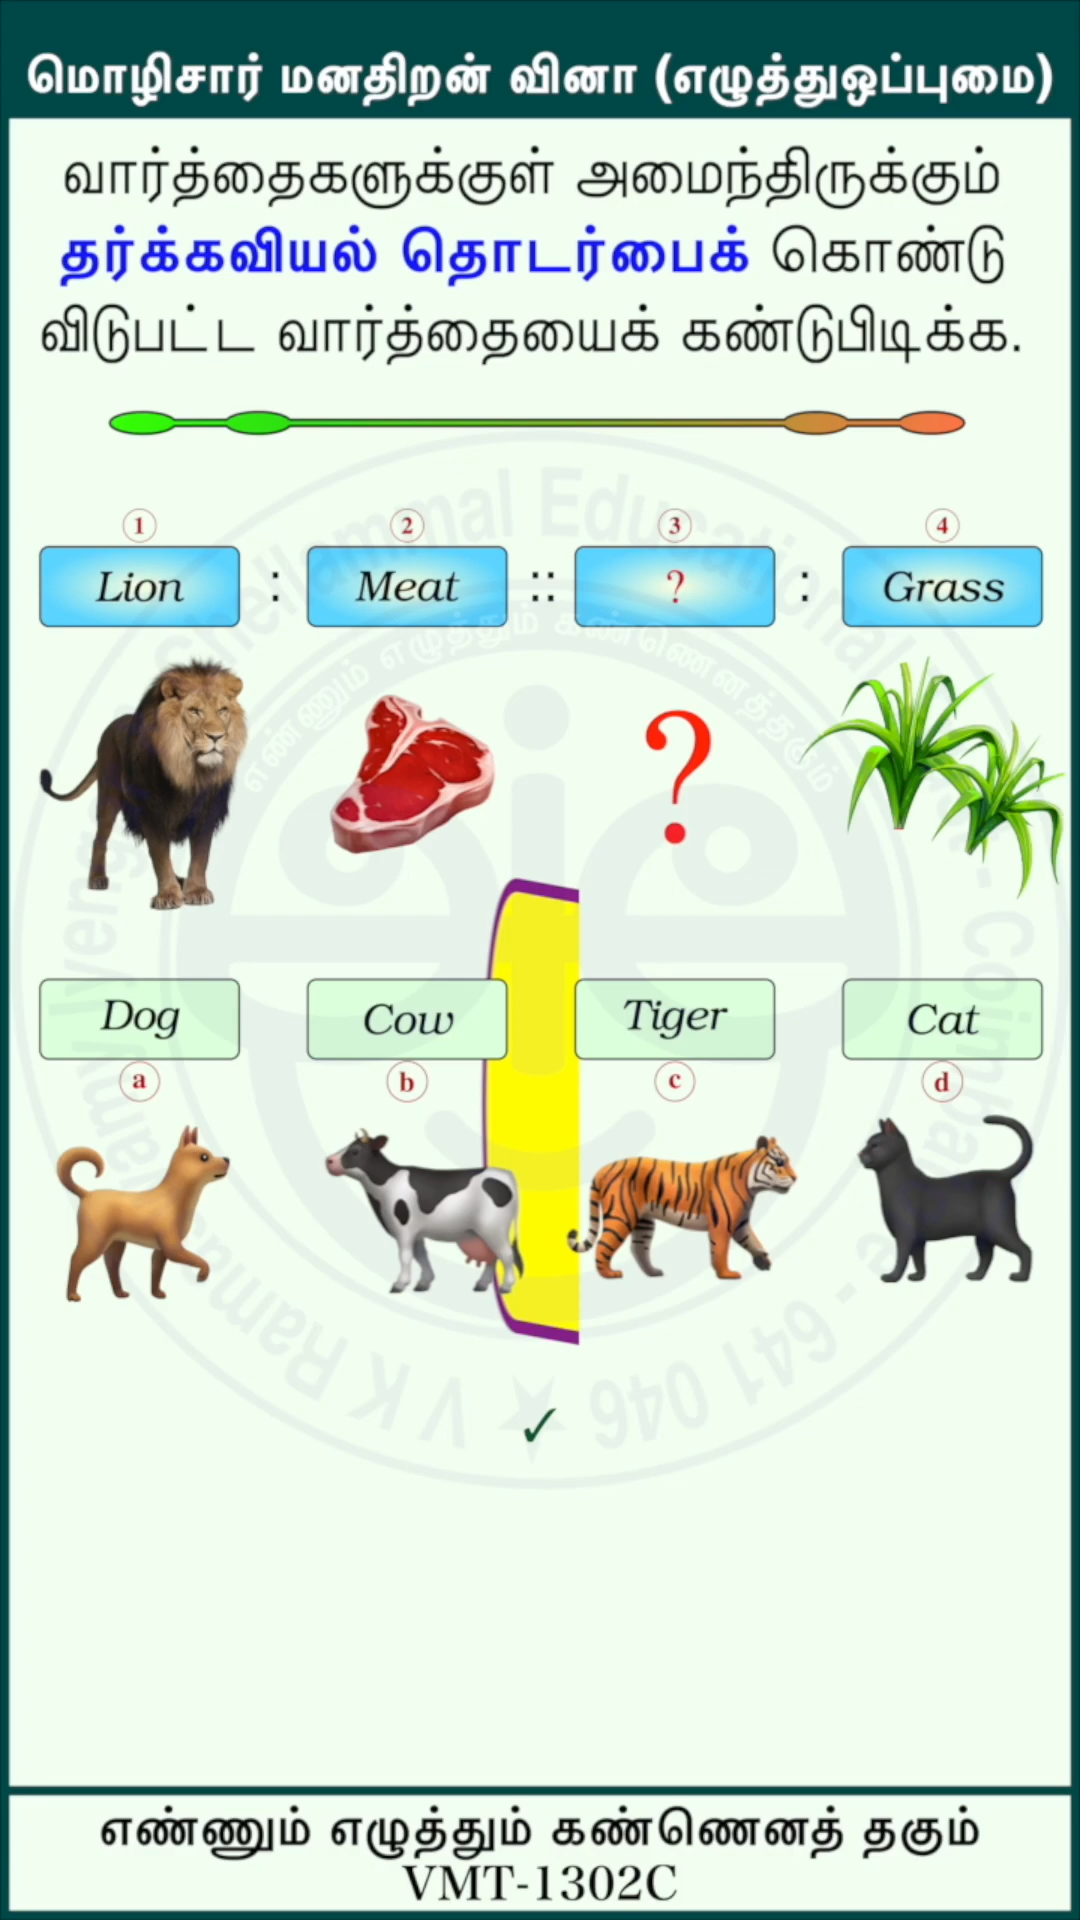 மொழிசார் மனதிறன் வினா (எழுத்துஒப்புமை)
வார்த்தைகளுக்குள் அமைந்திருக்கும்
தர்க்கவியல் தொடர்பைக் கொண்டு
விடுபட்ட வார்த்தையைக் கண்டுபிடிக்க.
1 2 3 4
Lion : Meat :: ? : Grass
?
Dog Cow Tiger Cat
a b c d
✓
எண்ணும் எழுத்தும் கண்ணெனத் தகும்
VMT-1302C